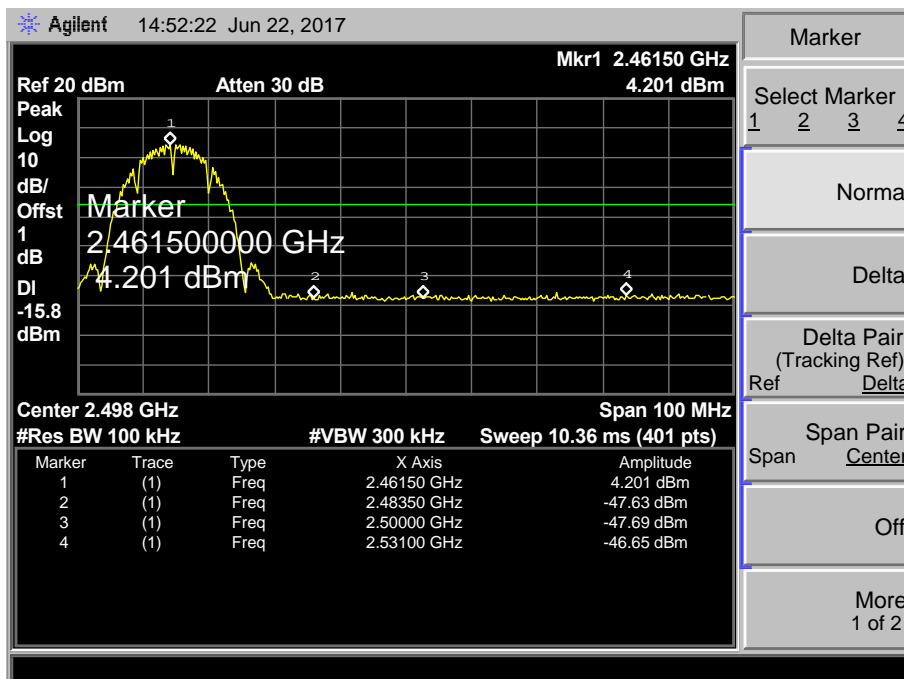 Agilent 14:52:22 Jun 22, 2017
Mkr1 2.46150 GHz
Ref 20 dBm Atten 30 dB 4.201 dBm
Peak
Log
10
dB/
Offst
1
dB
DI
-15.8
dBm
1
2
3
4
Marker
2.461500000 GHz
4.201 dBm
Center 2.498 GHz Span 100 MHz
#Res BW 100 kHz #VBW 300 kHz Sweep 10.36 ms (401 pts)
Marker Trace Type X Axis Amplitude
1 (1) Freq 2.46150 GHz 4.201 dBm
2 (1) Freq 2.48350 GHz -47.63 dBm
3 (1) Freq 2.50000 GHz -47.69 dBm
4 (1) Freq 2.53100 GHz -46.65 dBm
Marker
Select Marker
1 2 3 4
Norma
Delta
Delta Pair
(Tracking Ref)
Ref Delta
Span Pair
Span Center
Off
More
1 of 2